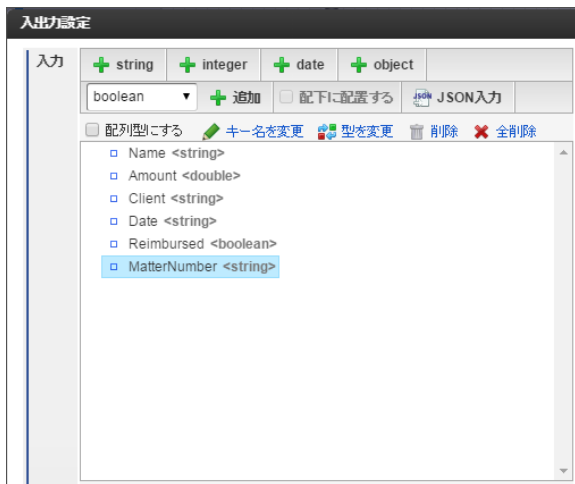 入出力設定
入力
string integer date object
boolean ▼ 追加 配下に配置する JSON JSON入力
配列型にする キー名を変更 型を変更 削除 全削除
Name <string>
Amount <double>
Client <string>
Date <string>
Reimbursed <boolean>
MatterNumber <string>